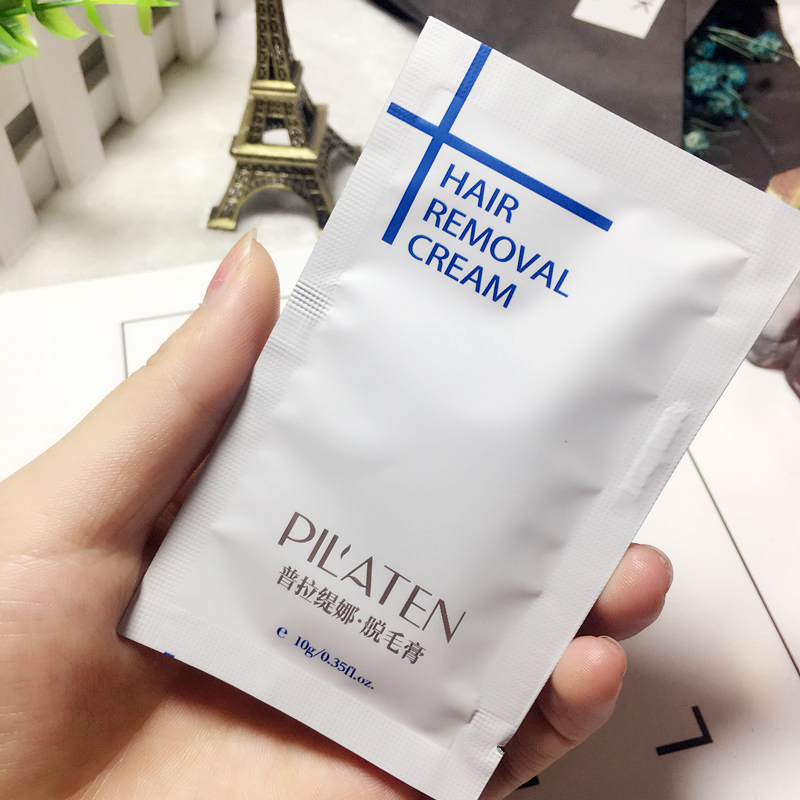 HAIR
REMOVAL
CREAM
PIL'ATEN
普拉缇娜·脱毛膏
e 10g/0.35fl.oz.
K
L